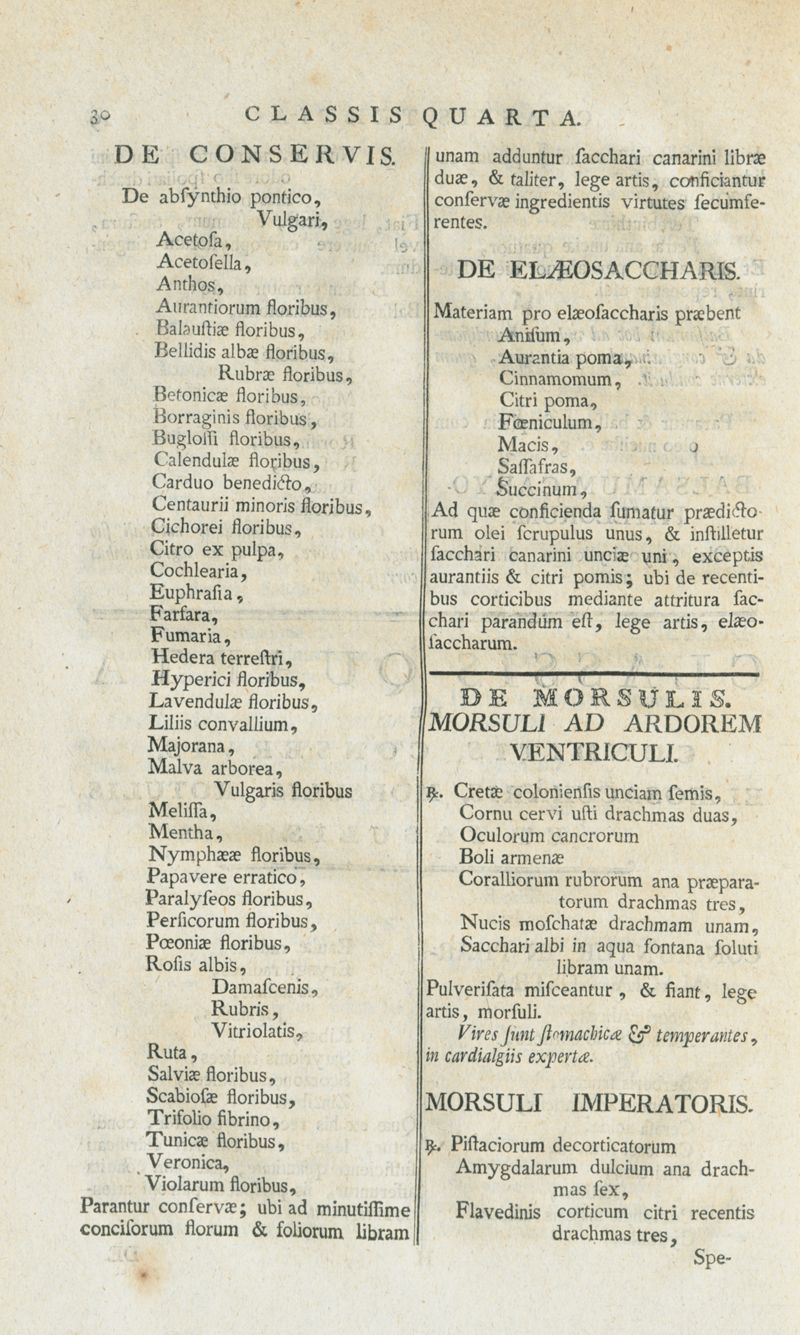 30 CLASSIS QUARTA.
DE CONSERVIS.
De abſynthio pontico,
Vulgari,
Acetoſa,
Acetoſella,
Anthos,
Aurantiorum floribus,
Balauſtiæ floribus,
Bellidis albæ floribus,
Rubræ floribus,
Betonicæ floribus,
Borraginis floribus,
Bugloſſi floribus,
Calendulæ floribus,
Carduo benedicto,
Centaurii minoris floribus,
Cichorei floribus,
Citro ex pulpa,
Cochlearia,
Euphraſia,
Farfara,
Fumaria,
Hedera terreſtri,
Hyperici floribus,
Lavendulæ floribus,
Liliis convallium,
Majorana,
Malva arborea,
Vulgaris floribus
Meliſſa,
Mentha,
Nymphææ floribus,
Papavere erratico,
Paralyſeos floribus,
Perſicorum floribus,
Pœoniæ floribus,
Roſis albis,
Damaſcenis,
Rubris,
Vitriolatis,
Ruta,
Salviæ floribus,
Scabioſæ floribus,
Trifolio fibrino,
Tunicæ floribus,
Veronica,
Violarum floribus,
Parantur conſervæ; ubi ad minutiſſime
conciſorum florum & foliorum libram
unam adduntur ſacchari canarini libræ
duæ, & taliter, lege artis, conficiantur
conſervæ ingredientis virtutes ſecumfe-
rentes.
DE ELÆOSACCHARIS.
Materiam pro elæoſaccharis præbent
Aniſum,
Aurantia poma,
Cinnamomum,
Citri poma,
Fœniculum,
Macis,
Saſſafras,
Succinum,
Ad quæ conficienda ſumatur prædicto-
rum olei ſcrupulus unus, & inſtilletur
ſacchari canarini unciæ uni, exceptis
aurantiis & citri pomis; ubi de recenti-
bus corticibus mediante attritura ſac-
chari parandum eſt, lege artis, elæo-
ſaccharum.
DE MORSULIS.
MORSULI AD ARDOREM
VENTRICULI.
℞. Cretæ colonienſis unciam ſemis,
Cornu cervi uſti drachmas duas,
Oculorum cancrorum
Boli armenæ
Coralliorum rubrorum ana præpara-
torum drachmas tres,
Nucis moſchatæ drachmam unam,
Sacchari albi in aqua fontana ſoluti
libram unam.
Pulveriſata miſceantur, & fiant, lege
artis, morſuli.
Vires ſunt ſtomachicæ & temperantes,
in cardialgiis expertæ.
MORSULI IMPERATORIS.
℞. Piſtaciorum decorticatorum
Amygdalarum dulcium ana drach-
mas ſex,
Flavedinis corticum citri recentis
drachmas tres,
Spe-